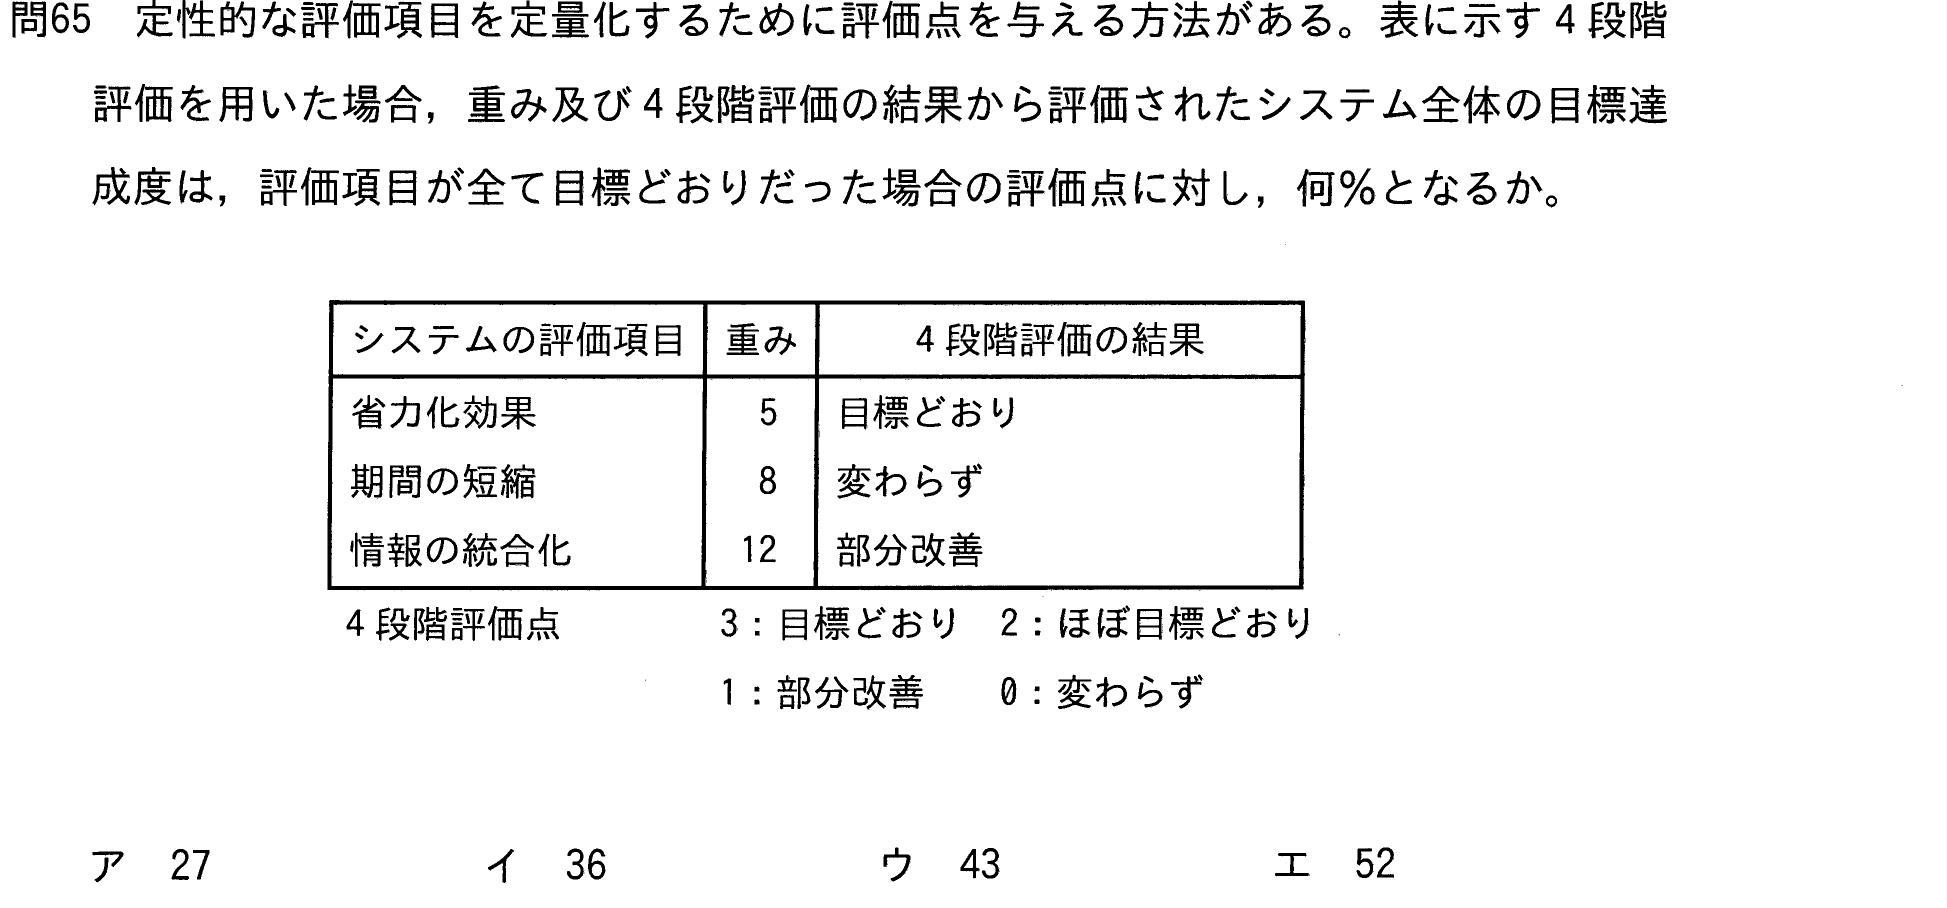 問65　定性的な評価項目を定量化するために評価点を与える方法がある。表に示す4段階
評価を用いた場合，重み及び4段階評価の結果から評価されたシステム全体の目標達
成度は，評価項目が全て目標どおりだった場合の評価点に対し，何％となるか。
システムの評価項目　重み　4段階評価の結果
省力化効果　5　目標どおり
期間の短縮　8　変わらず
情報の統合化　12　部分改善
4段階評価点　3：目標どおり　2：ほぼ目標どおり
1：部分改善　0：変わらず
ア　27　イ　36　ウ　43　エ　52